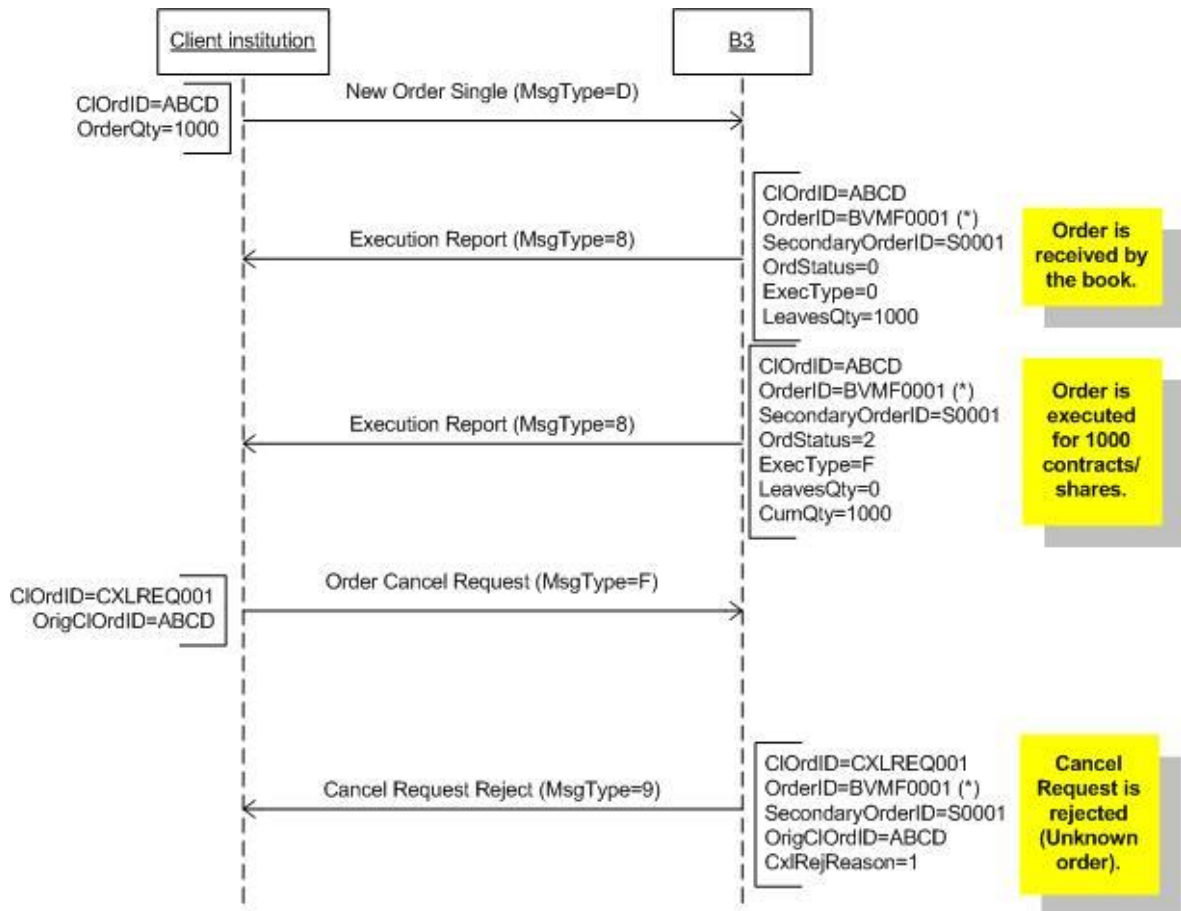 Client institution
B3
New Order Single (MsgType=D)
ClOrdID=ABCD
OrderQty=1000
ClOrdID=ABCD
OrderID=BVMF0001 (*)
SecondaryOrderID=S0001
OrdStatus=0
ExecType=0
LeavesQty=1000
Execution Report (MsgType=8)
Order is
received by
the book.
ClOrdID=ABCD
OrderID=BVMF0001 (*)
SecondaryOrderID=S0001
OrdStatus=2
ExecType=F
LeavesQty=0
CumQty=1000
Execution Report (MsgType=8)
Order is
executed
for 1000
contracts/
shares.
Order Cancel Request (MsgType=F)
ClOrdID=CXLREQ001
OrigClOrdID=ABCD
Cancel Request Reject (MsgType=9)
ClOrdID=CXLREQ001
OrderID=BVMF0001 (*)
SecondaryOrderID=S0001
OrigClOrdID=ABCD
CxlRejReason=1
Cancel
Request is
rejected
(Unknown
order).